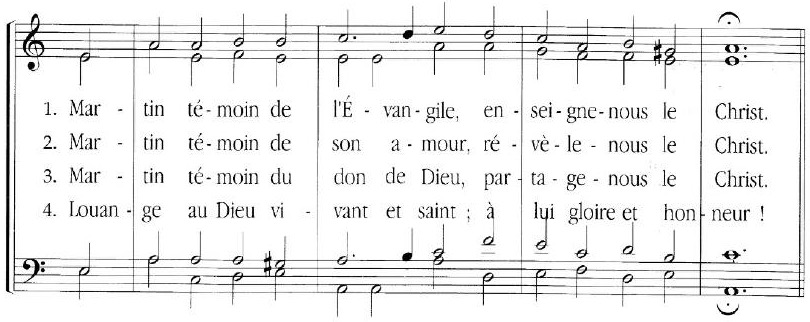 1. Mar - tin té - moin de l'É - van - gile, en - sei - gne - nous le Christ.
2. Mar - tin té - moin de son a - mour, ré - vè - le - nous le Christ.
3. Mar - tin té - moin du don de Dieu, par - ta - ge - nous le Christ.
4. Louan - ge au Dieu vi - vant et saint ; à lui gloire et hon - neur !